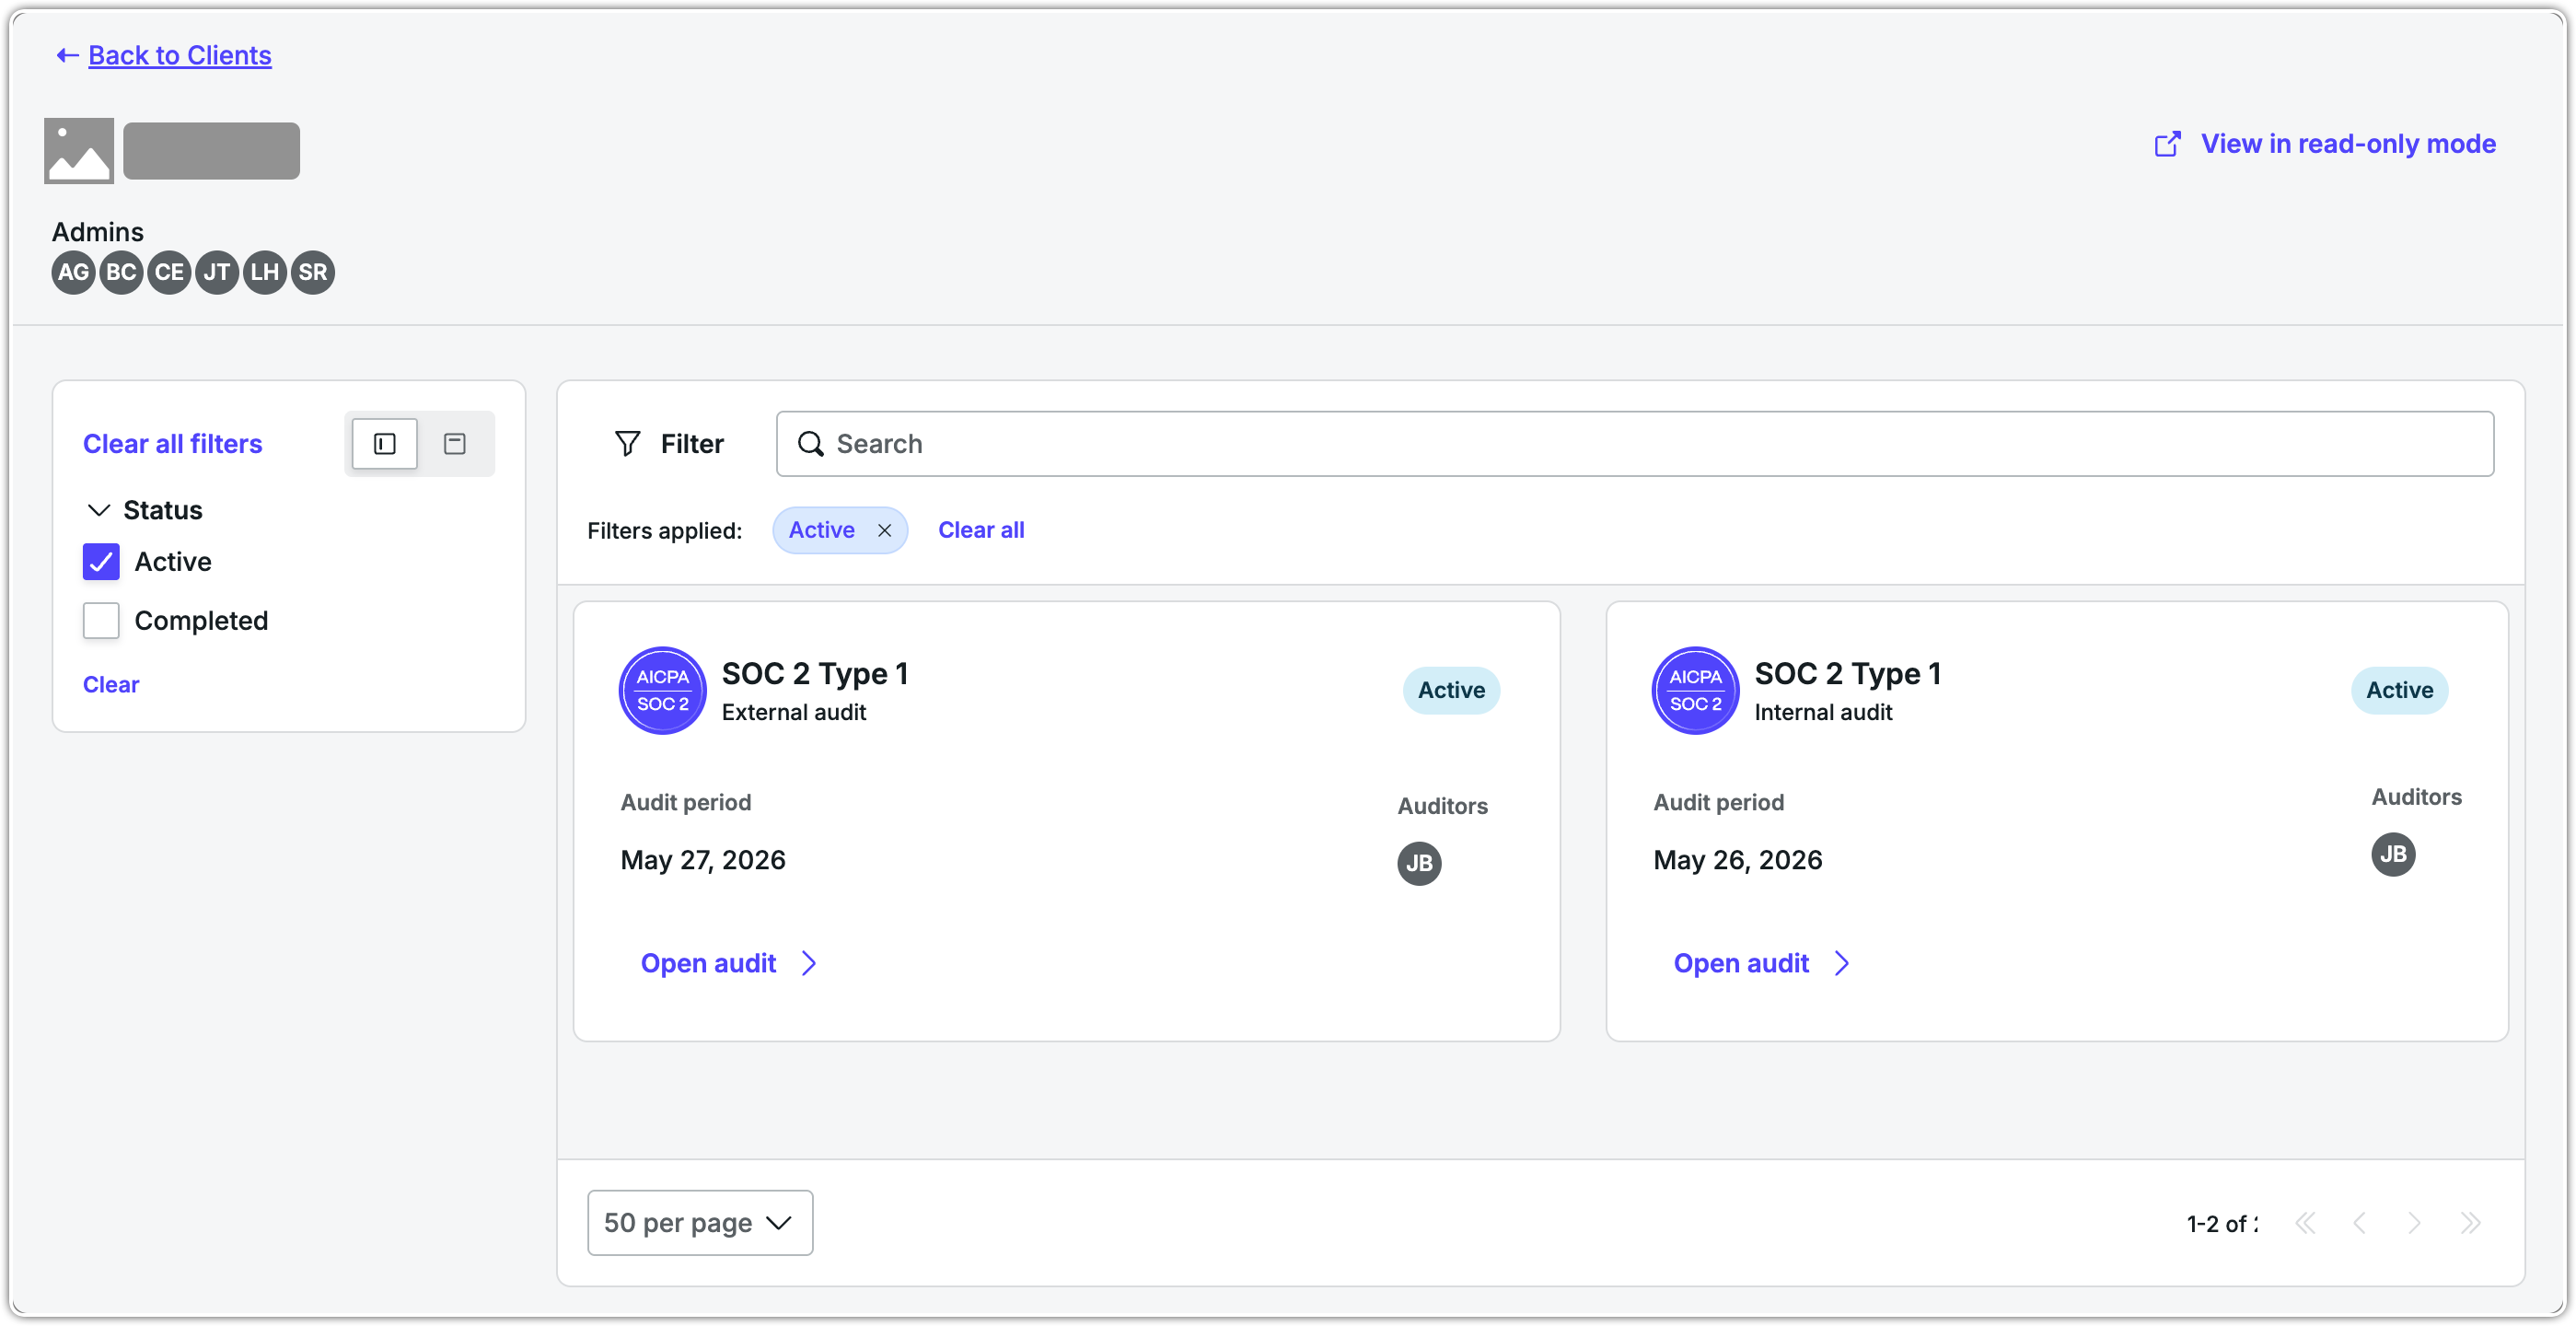 Back to Clients
View in read-only mode
Admins
AG BC CE JT LH SR
Clear all filters
Status
Active
Completed
Clear
Filter
Search
Filters applied: Active Clear all
AICPA
SOC 2
SOC 2 Type 1
External audit
Active
Audit period
May 27, 2026
Auditors
JB
Open audit
AICPA
SOC 2
SOC 2 Type 1
Internal audit
Active
Audit period
May 26, 2026
Auditors
JB
Open audit
50 per page
1-2 of